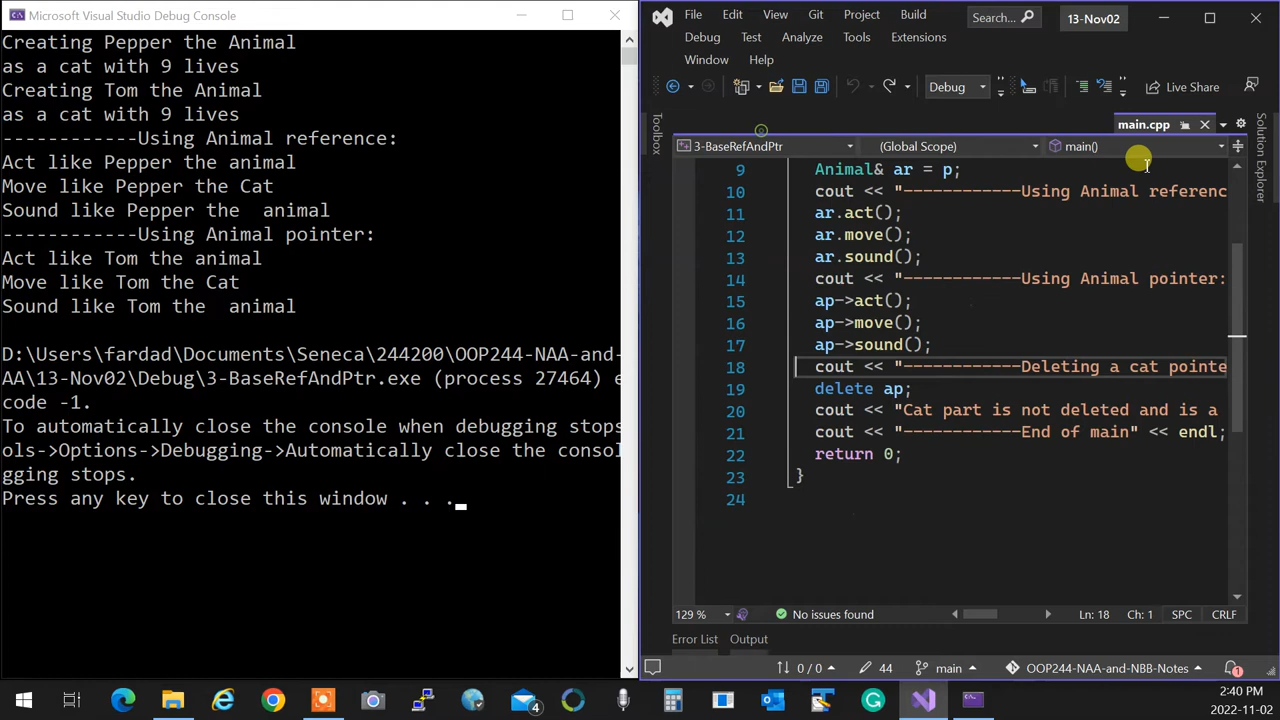 Microsoft Visual Studio Debug Console
Creating Pepper the Animal
as a cat with 9 lives
Creating Tom the Animal
as a cat with 9 lives
------------Using Animal reference:
Act like Pepper the animal
Move like Pepper the Cat
Sound like Pepper the  animal
------------Using Animal pointer:
Act like Tom the animal
Move like Tom the Cat
Sound like Tom the  animal
D:\Users\fardad\Documents\Seneca\244200\OOP244-NAA-and-
AA\13-Nov02\Debug\3-BaseRefAndPtr.exe (process 27464) e
code -1.
To automatically close the console when debugging stops
ols->Options->Debugging->Automatically close the consol
gging stops.
Press any key to close this window . . .
File Edit View Git Project Build
Search...
13-Nov02
Debug Test Analyze Tools Extensions
Window Help
Debug
Live Share
Toolbox
main.cpp
Solution Explorer
3-BaseRefAndPtr
(Global Scope)
main()
9 Animal& ar = p;
10 cout << "------------Using Animal referenc
11 ar.act();
12 ar.move();
13 ar.sound();
14 cout << "------------Using Animal pointer:
15 ap->act();
16 ap->move();
17 ap->sound();
18 cout << "------------Deleting a cat pointe
19 delete ap;
20 cout << "Cat part is not deleted and is a
21 cout << "------------End of main" << endl;
22 return 0;
23 }
24
129 %
No issues found
Ln: 18 Ch: 1 SPC CRLF
Error List Output
0 / 0
44
main
OOP244-NAA-and-NBB-Notes
1
4
2:40 PM
2022-11-02